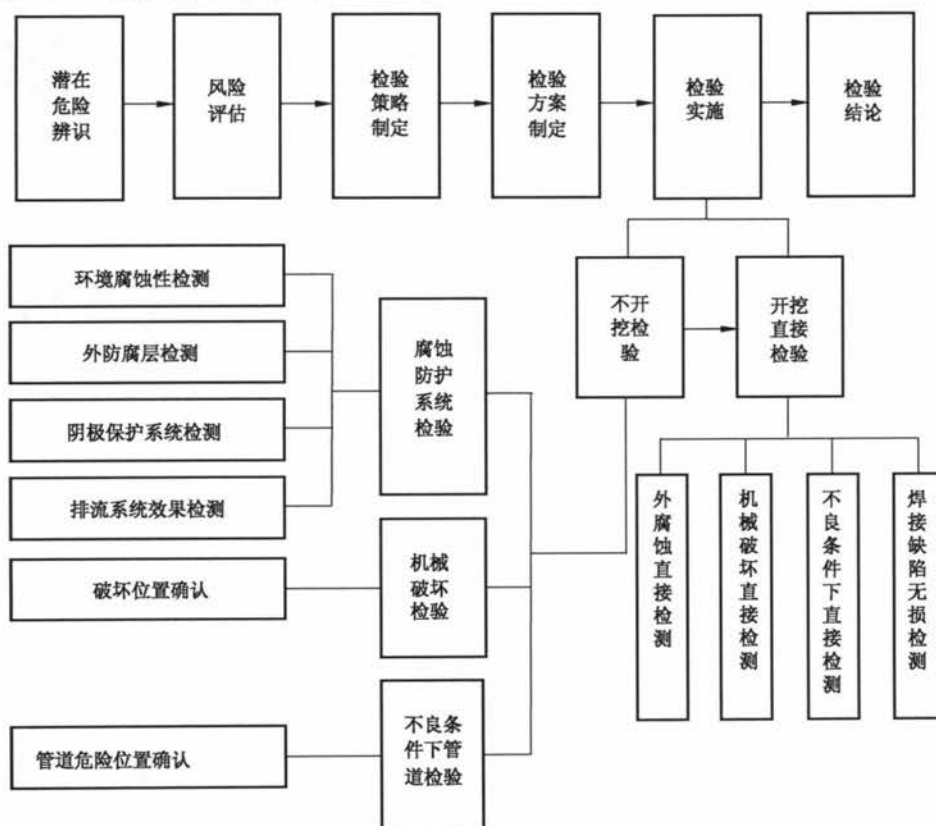 潜在
危险
辨识
风险
评估
检验
策略
制定
检验
方案
制定
检验
实施
检验
结论
环境腐蚀性检测
外防腐层检测
阴极保护系统检测
排流系统效果检测
破坏位置确认
管道危险位置确认
腐蚀
防护
系统
检验
机械
破坏
检验
不良条
件下管
道检验
不开
挖检
验
开挖
直接
检验
外腐蚀直接检测
机械破坏直接检测
不良条件下直接检测
焊接缺陷无损检测